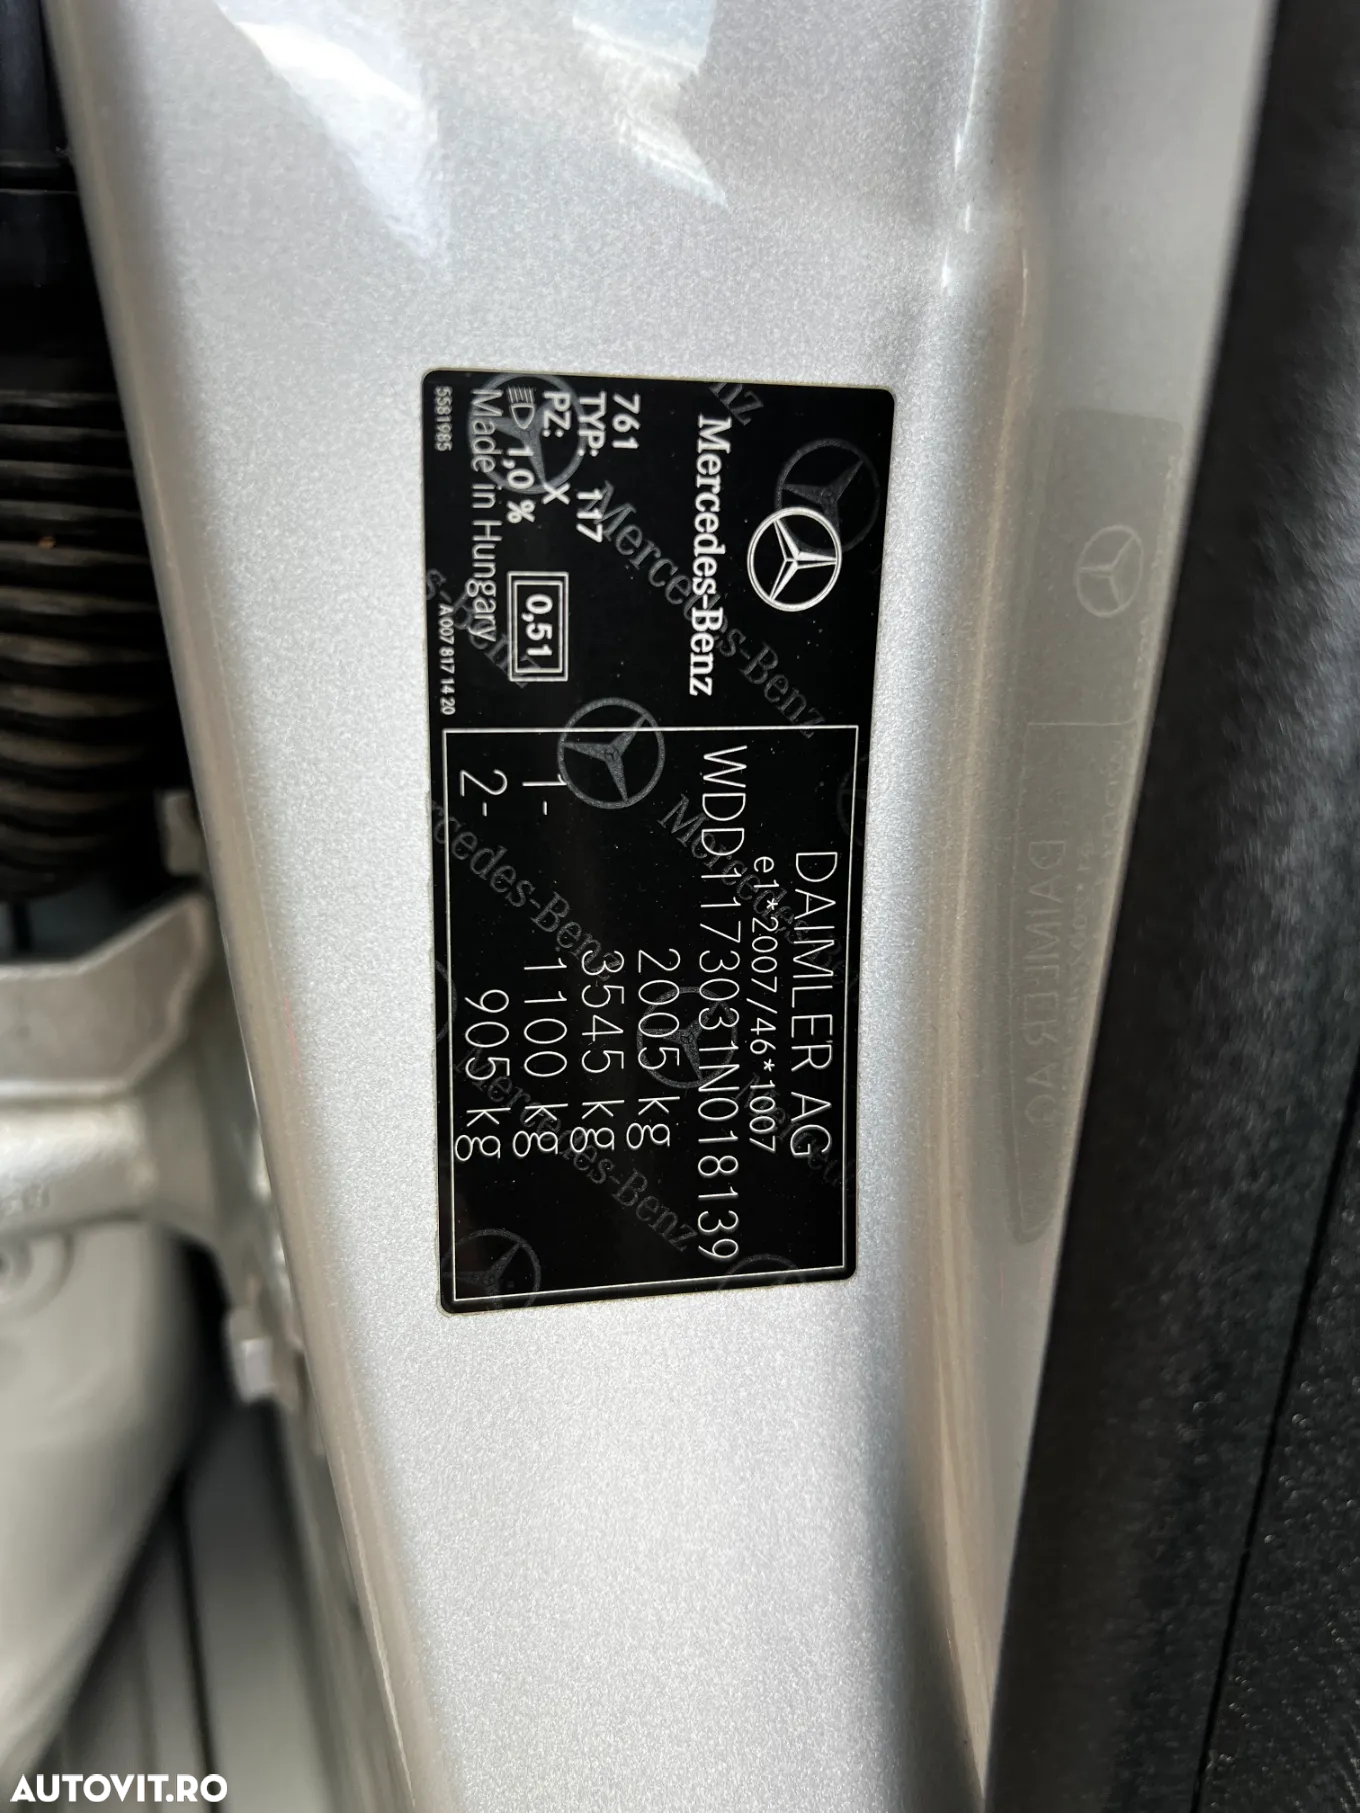 Mercedes-Benz
761
TYP: 117
PZ: X
1,0 %
0,51
Made in Hungary
5581985
A 007 817 14 20
DAIMLER AG
e1*2007/46*1007
WDD1173031N018139
2005 kg
3545 kg
1- 1100 kg
2- 905 kg
AUTOVIT.RO